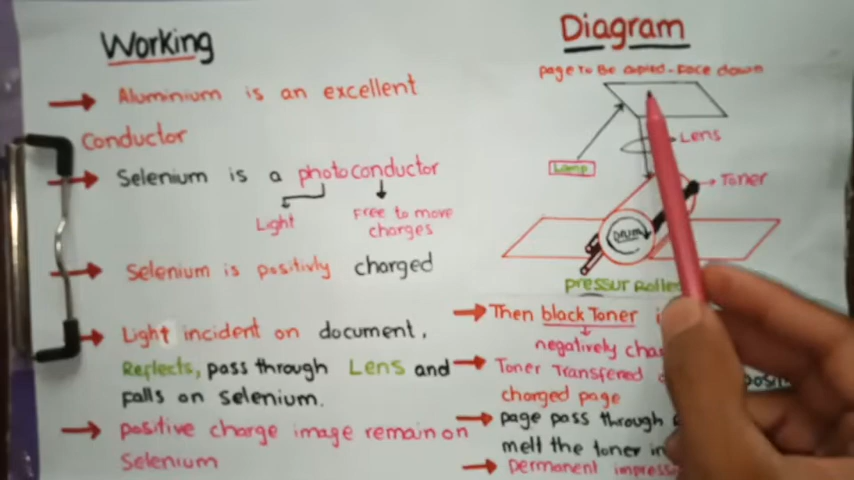 Working
Aluminium is an excellent
Conductor
Selenium is a photoconductor
Light
Free to move
charges
Selenium is positivly charged
Light incident on document,
Reflects, pass through Lens and
falls on selenium.
positive charge image remain on
Selenium
Diagram
page To Be copied-Face down
Lens
Lamp
Toner
Drum
pressur
Then black Toner
negatively
Toner Transfered
charged page
page pass through
melt the toner
permanent